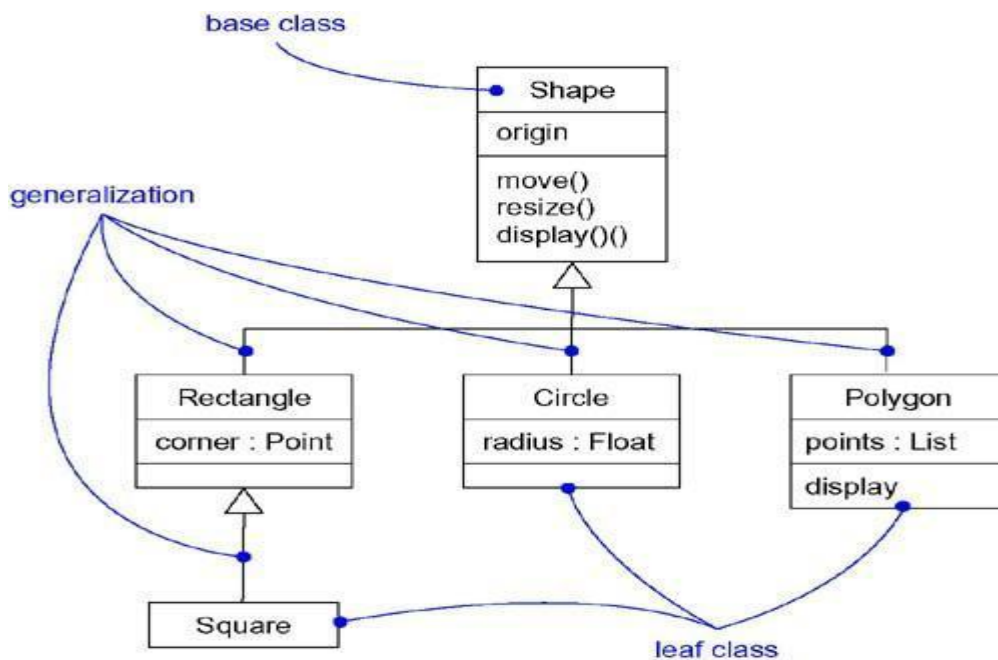 base class
Shape
origin
move()
resize()
display()()
generalization
Rectangle
corner : Point
Circle
radius : Float
Polygon
points : List
display
Square
leaf class